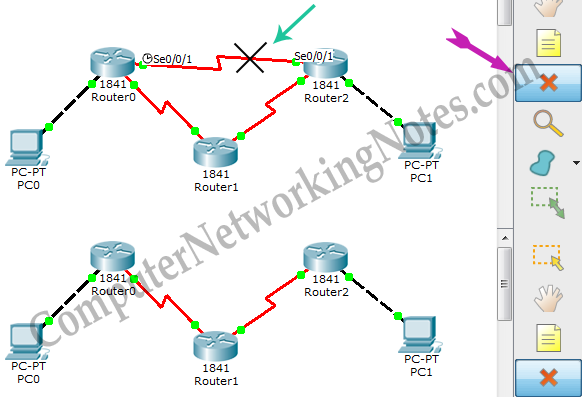 Se0/0/1
Se0/0/1
1841
Router0
1841
Router2
1841
Router1
PC-PT
PC0
PC-PT
PC1
ComputerNetworkingNotes.com
1841
Router0
1841
Router2
1841
Router1
PC-PT
PC0
PC-PT
PC1